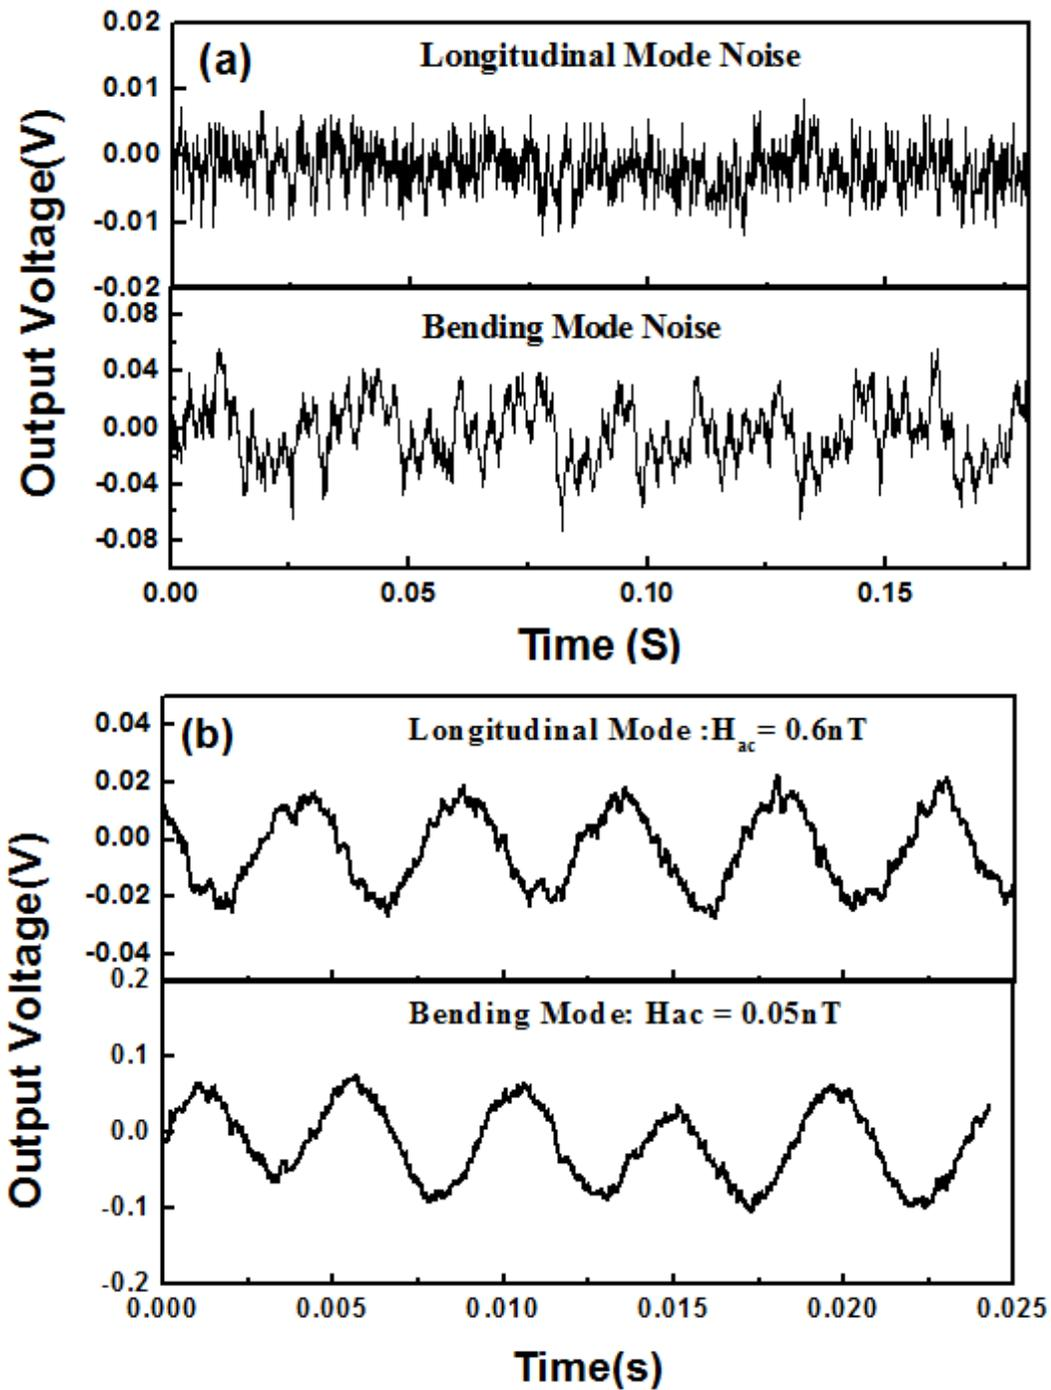 0.02
(a)
Longitudinal Mode Noise
0.01
0.00
-0.01
-0.02
Output Voltage(V)
0.08
Bending Mode Noise
0.04
0.00
-0.04
-0.08
0.00 0.05 0.10 0.15
Time (S)
0.04
(b)
Longitudinal Mode :Hac= 0.6nT
0.02
0.00
-0.02
-0.04
Output Voltage(V)
0.2
Bending Mode: Hac = 0.05nT
0.1
0.0
-0.1
-0.2
0.000 0.005 0.010 0.015 0.020 0.025
Time(s)